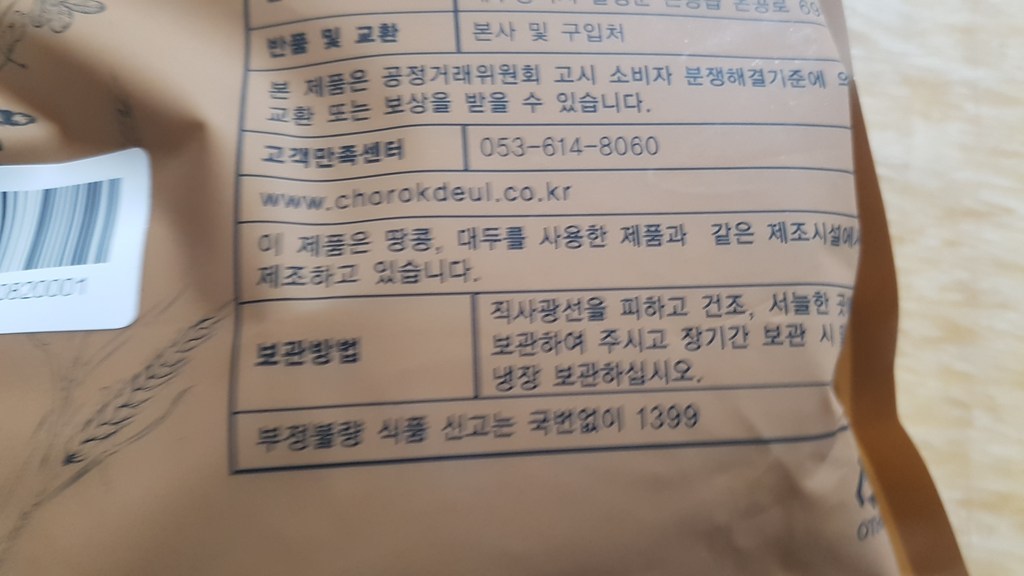 반품 및 교환 본사 및 구입처
본 제품은 공정거래위원회 고시 소비자 분쟁해결기준에
교환 또는 보상을 받을 수 있습니다.
고객만족센터 053-614-8060
www.chorokdeul.co.kr
이 제품은 땅콩, 대두를 사용한 제품과 같은 제조시설에서
제조하고 있습니다.
보관방법
직사광선을 피하고 건조, 서늘한
보관하여 주시고 장기간 보관
냉장 보관하십시오.
부정불량 식품 신고는 국번없이 1399
0820001